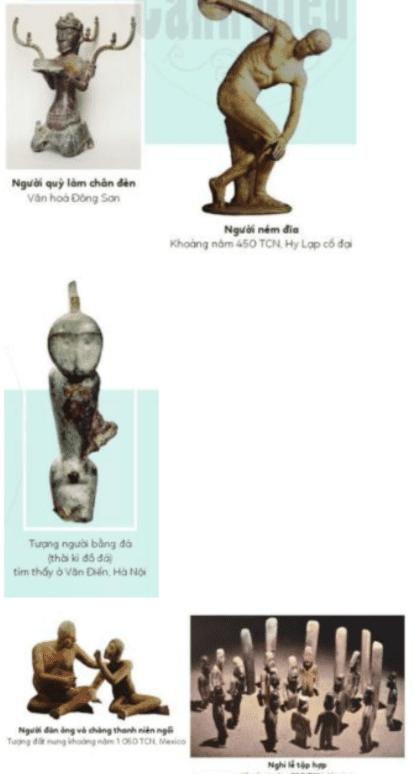 Người quỳ làm chân đèn
Văn hoá Đông Sơn
Người ném đĩa
Khoảng năm 450 TCN, Hy Lạp cổ đại
Tượng người bằng đá
(thời kì đồ đá)
tìm thấy ở Văn Điển, Hà Nội
Người đàn ông và chàng thanh niên ngồi
Tượng đất nung khoảng năm 1 050 TCN, Mexico
Nghi lễ tập hợp